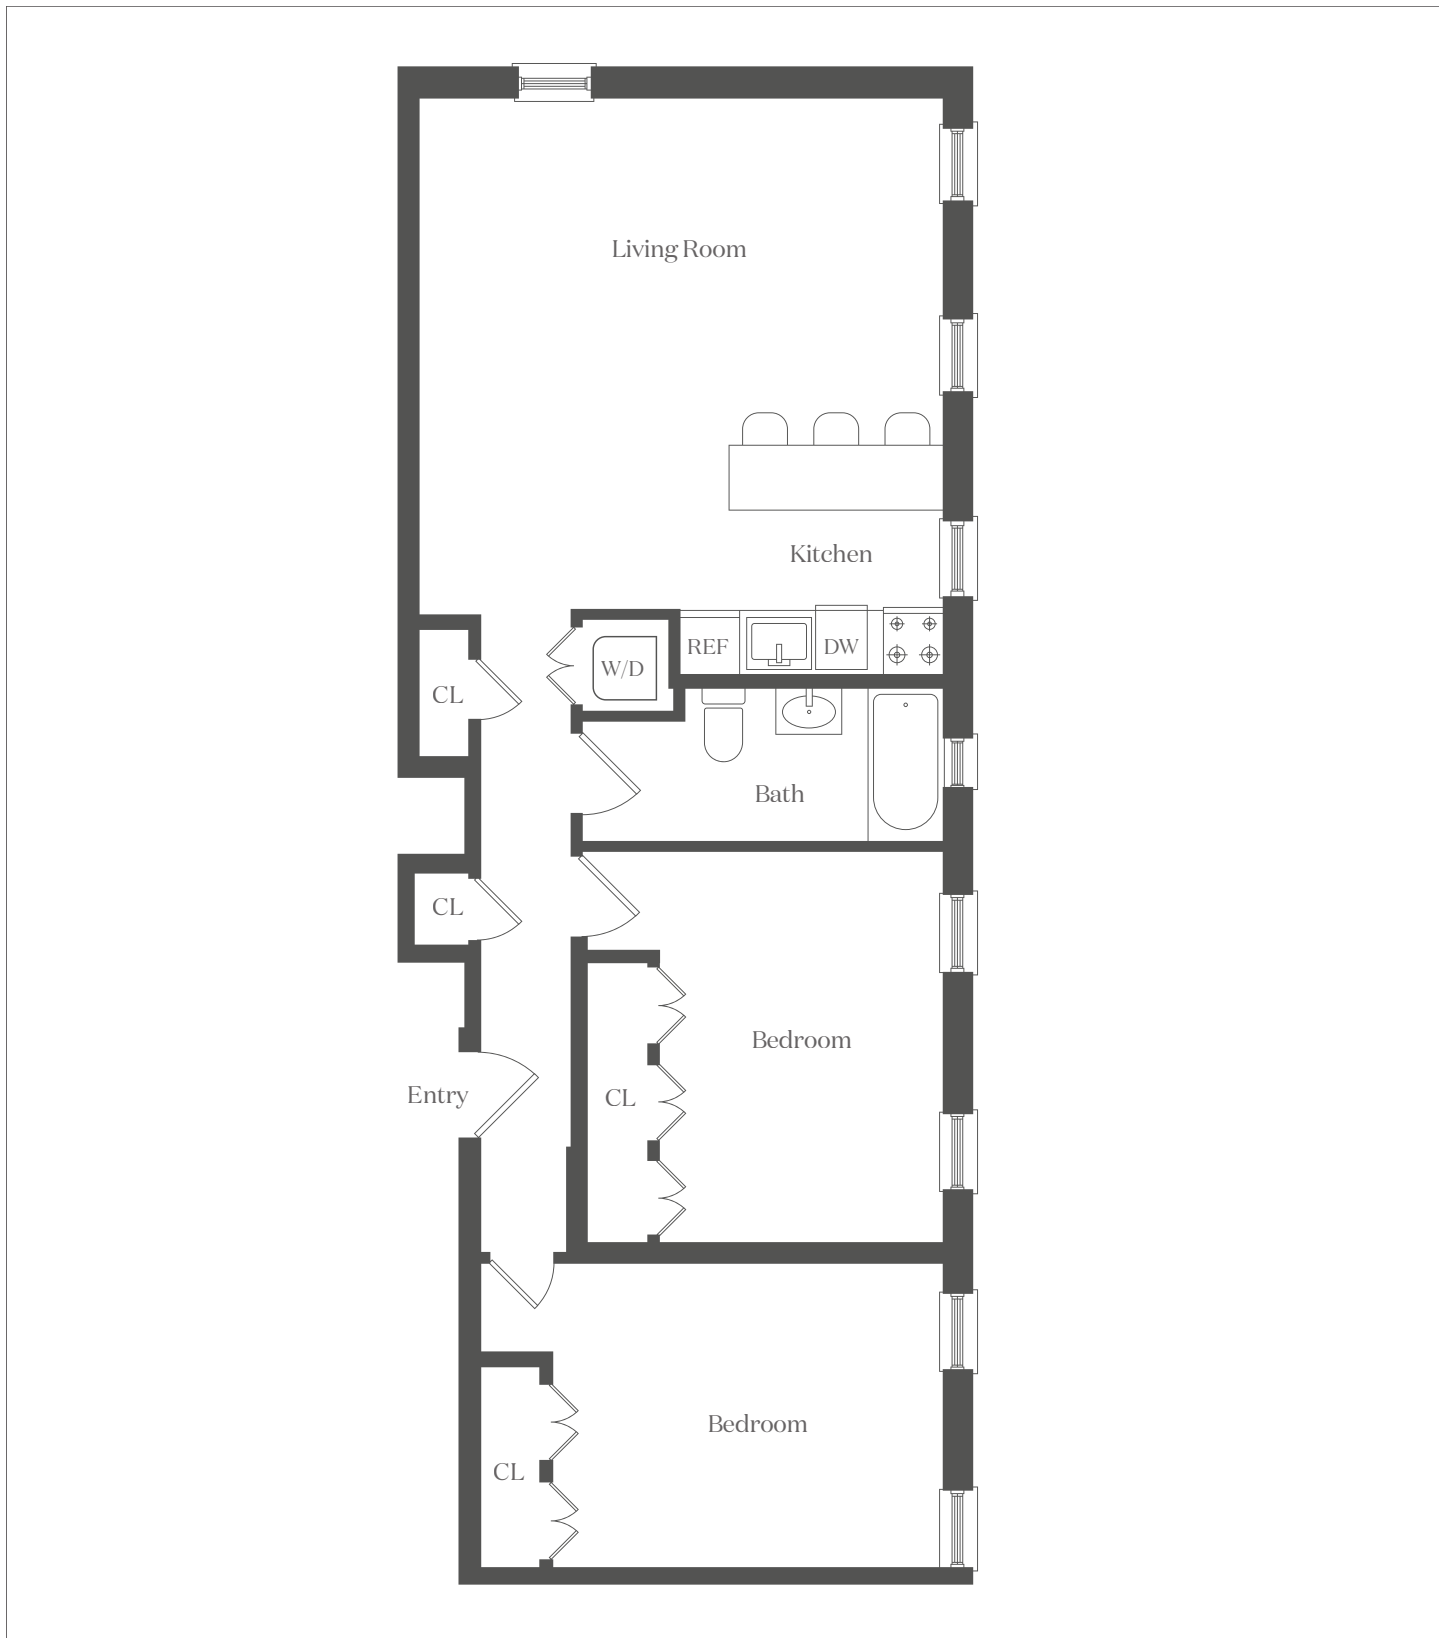 Living Room
Kitchen
REF
DW
W/D
CL
Bath
CL
Bedroom
Entry
CL
Bedroom
CL